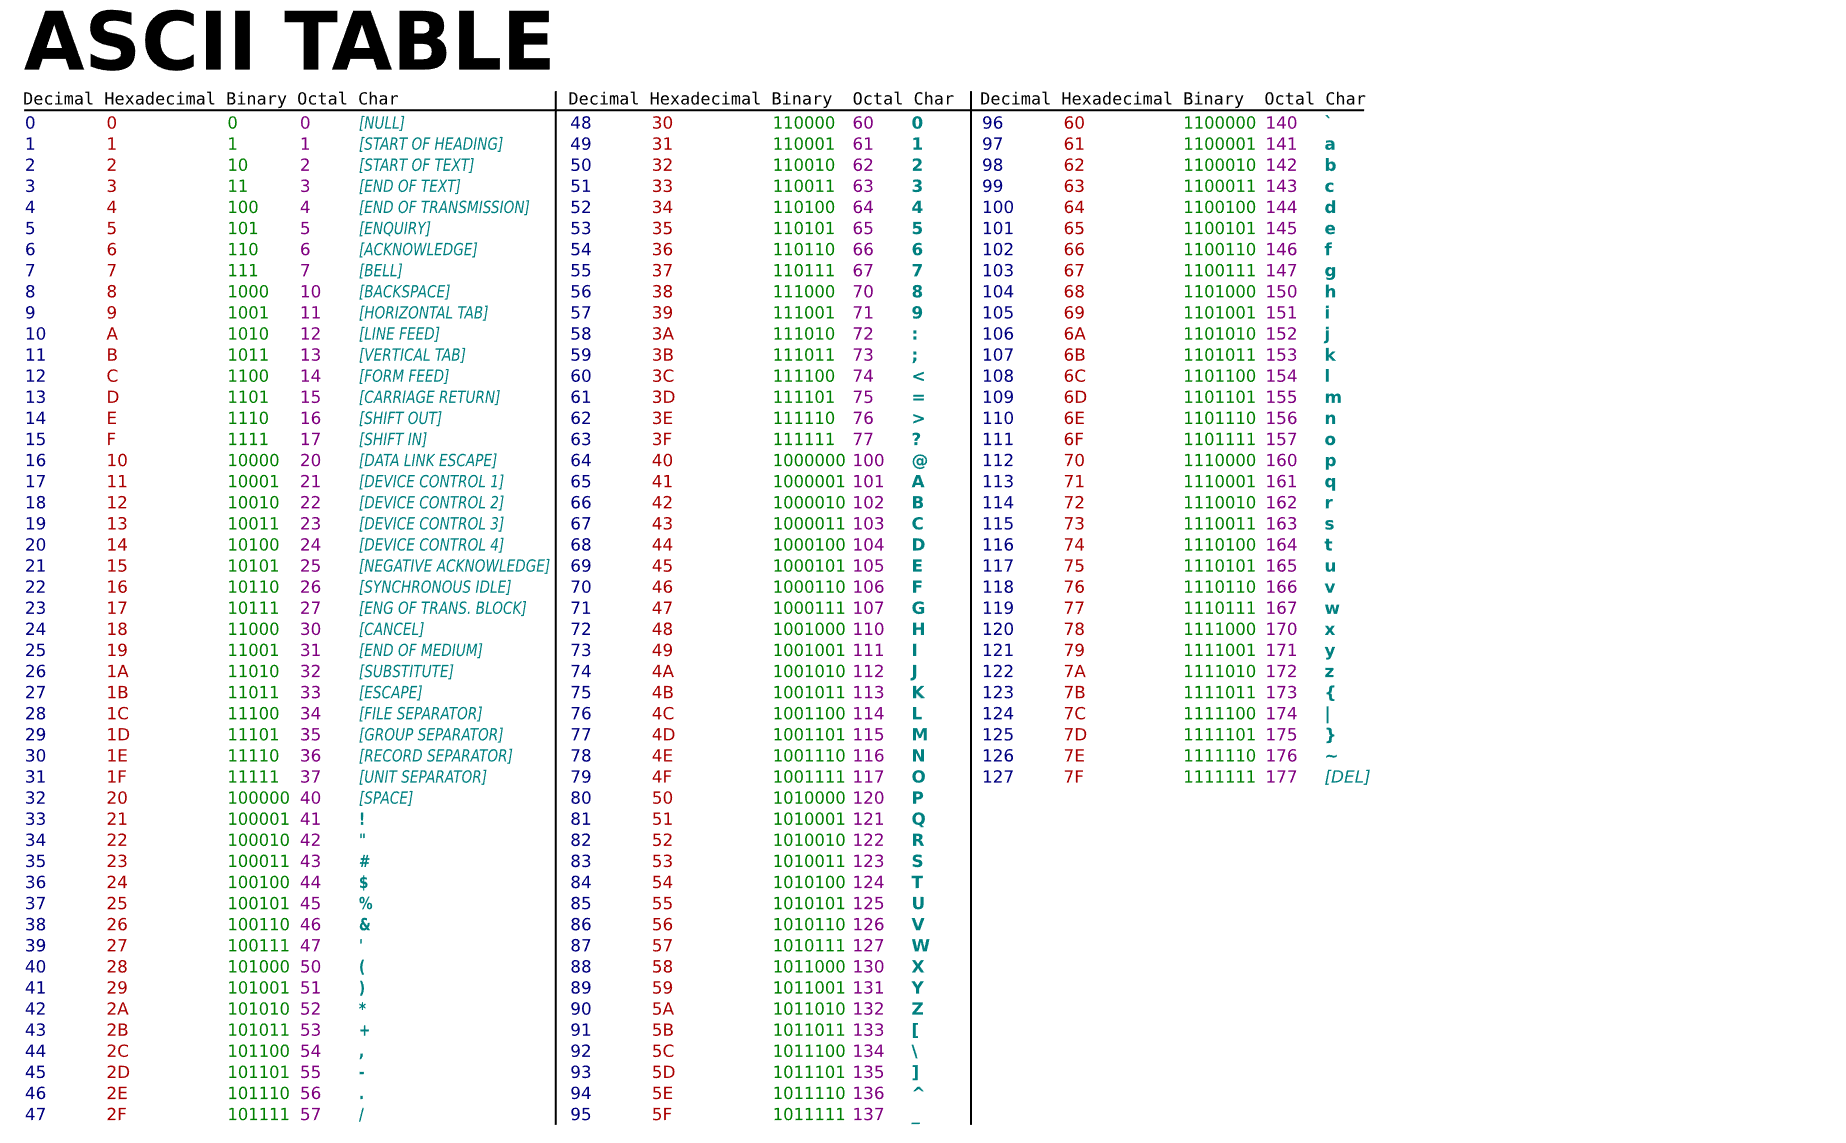 ASCII TABLE
Decimal Hexadecimal Binary Octal Char Decimal Hexadecimal Binary Octal Char Decimal Hexadecimal Binary Octal Char
0 0 0 0 [NULL] 48 30 110000 60 0 96 60 1100000 140 `
1 1 1 1 [START OF HEADING] 49 31 110001 61 1 97 61 1100001 141 a
2 2 10 2 [START OF TEXT] 50 32 110010 62 2 98 62 1100010 142 b
3 3 11 3 [END OF TEXT] 51 33 110011 63 3 99 63 1100011 143 c
4 4 100 4 [END OF TRANSMISSION] 52 34 110100 64 4 100 64 1100100 144 d
5 5 101 5 [ENQUIRY] 53 35 110101 65 5 101 65 1100101 145 e
6 6 110 6 [ACKNOWLEDGE] 54 36 110110 66 6 102 66 1100110 146 f
7 7 111 7 [BELL] 55 37 110111 67 7 103 67 1100111 147 g
8 8 1000 10 [BACKSPACE] 56 38 111000 70 8 104 68 1101000 150 h
9 9 1001 11 [HORIZONTAL TAB] 57 39 111001 71 9 105 69 1101001 151 i
10 A 1010 12 [LINE FEED] 58 3A 111010 72 : 106 6A 1101010 152 j
11 B 1011 13 [VERTICAL TAB] 59 3B 111011 73 ; 107 6B 1101011 153 k
12 C 1100 14 [FORM FEED] 60 3C 111100 74 < 108 6C 1101100 154 l
13 D 1101 15 [CARRIAGE RETURN] 61 3D 111101 75 = 109 6D 1101101 155 m
14 E 1110 16 [SHIFT OUT] 62 3E 111110 76 > 110 6E 1101110 156 n
15 F 1111 17 [SHIFT IN] 63 3F 111111 77 ? 111 6F 1101111 157 o
16 10 10000 20 [DATA LINK ESCAPE] 64 40 1000000 100 @ 112 70 1110000 160 p
17 11 10001 21 [DEVICE CONTROL 1] 65 41 1000001 101 A 113 71 1110001 161 q
18 12 10010 22 [DEVICE CONTROL 2] 66 42 1000010 102 B 114 72 1110010 162 r
19 13 10011 23 [DEVICE CONTROL 3] 67 43 1000011 103 C 115 73 1110011 163 s
20 14 10100 24 [DEVICE CONTROL 4] 68 44 1000100 104 D 116 74 1110100 164 t
21 15 10101 25 [NEGATIVE ACKNOWLEDGE] 69 45 1000101 105 E 117 75 1110101 165 u
22 16 10110 26 [SYNCHRONOUS IDLE] 70 46 1000110 106 F 118 76 1110110 166 v
23 17 10111 27 [ENG OF TRANS. BLOCK] 71 47 1000111 107 G 119 77 1110111 167 w
24 18 11000 30 [CANCEL] 72 48 1001000 110 H 120 78 1111000 170 x
25 19 11001 31 [END OF MEDIUM] 73 49 1001001 111 I 121 79 1111001 171 y
26 1A 11010 32 [SUBSTITUTE] 74 4A 1001010 112 J 122 7A 1111010 172 z
27 1B 11011 33 [ESCAPE] 75 4B 1001011 113 K 123 7B 1111011 173 {
28 1C 11100 34 [FILE SEPARATOR] 76 4C 1001100 114 L 124 7C 1111100 174 |
29 1D 11101 35 [GROUP SEPARATOR] 77 4D 1001101 115 M 125 7D 1111101 175 }
30 1E 11110 36 [RECORD SEPARATOR] 78 4E 1001110 116 N 126 7E 1111110 176 ~
31 1F 11111 37 [UNIT SEPARATOR] 79 4F 1001111 117 O 127 7F 1111111 177 [DEL]
32 20 100000 40 [SPACE] 80 50 1010000 120 P
33 21 100001 41 ! 81 51 1010001 121 Q
34 22 100010 42 " 82 52 1010010 122 R
35 23 100011 43 # 83 53 1010011 123 S
36 24 100100 44 $ 84 54 1010100 124 T
37 25 100101 45 % 85 55 1010101 125 U
38 26 100110 46 & 86 56 1010110 126 V
39 27 100111 47 ' 87 57 1010111 127 W
40 28 101000 50 ( 88 58 1011000 130 X
41 29 101001 51 ) 89 59 1011001 131 Y
42 2A 101010 52 * 90 5A 1011010 132 Z
43 2B 101011 53 + 91 5B 1011011 133 [
44 2C 101100 54 , 92 5C 1011100 134 \
45 2D 101101 55 - 93 5D 1011101 135 ]
46 2E 101110 56 . 94 5E 1011110 136 ^
47 2F 101111 57 / 95 5F 1011111 137 _